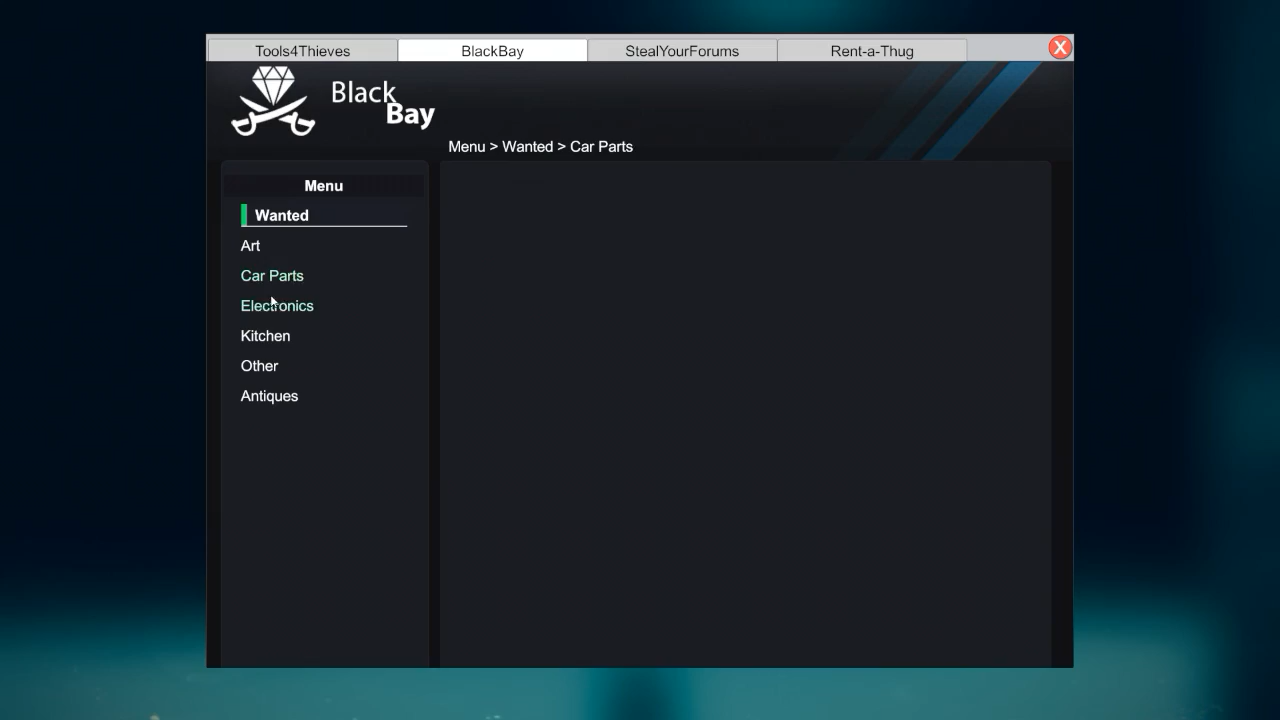 Tools4Thieves
BlackBay
StealYourForums
Rent-a-Thug
X
Black
Bay
Menu > Wanted > Car Parts
Menu
Wanted
Art
Car Parts
Electronics
Kitchen
Other
Antiques